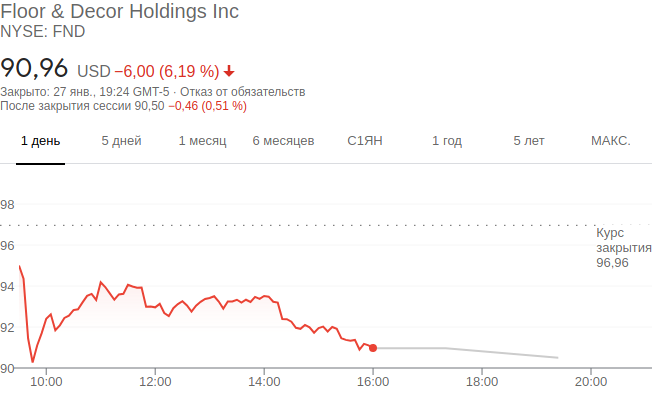 Floor & Decor Holdings Inc
NYSE: FND
90,96 USD −6,00 (6,19 %)
Закрыто: 27 янв., 19:24 GMT-5 · Отказ от обязательств
После закрытия сессии 90,50 −0,46 (0,51 %)
1 день 5 дней 1 месяц 6 месяцев С1ЯН 1 год 5 лет МАКС.
98
Курс
закрытия
96,96
96
94
92
90
10:00 12:00 14:00 16:00 18:00 20:00